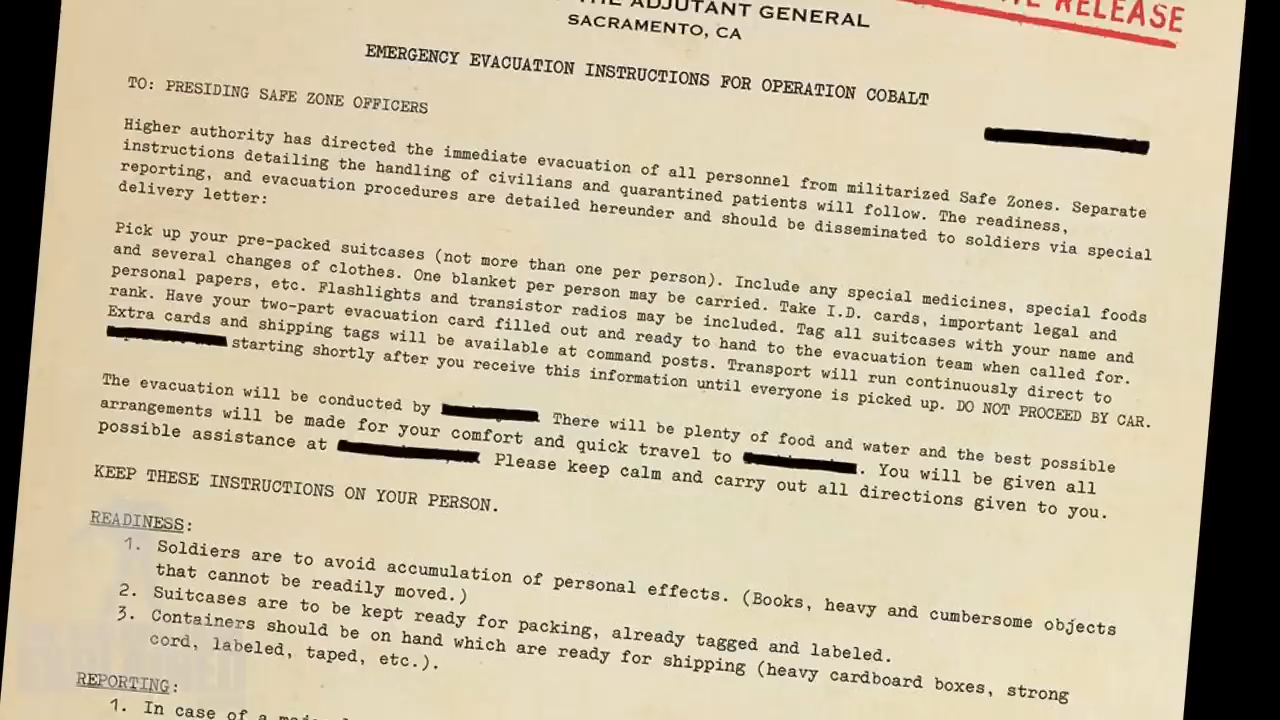 THE ADJUTANT GENERAL
RELEASE
SACRAMENTO, CA
EMERGENCY EVACUATION INSTRUCTIONS FOR OPERATION COBALT
TO: PRESIDING SAFE ZONE OFFICERS
Higher authority has directed the immediate evacuation of all personnel from militarized Safe Zones. Separate
instructions detailing the handling of civilians and quarantined patients will follow. The readiness,
reporting, and evacuation procedures are detailed hereunder and should be disseminated to soldiers via special
delivery letter:
Pick up your pre-packed suitcases (not more than one per person). Include any special medicines, special foods
and several changes of clothes. One blanket per person may be carried. Take I.D. cards, important legal and
personal papers, etc. Flashlights and transistor radios may be included. Tag all suitcases with your name and
rank. Have your two-part evacuation card filled out and ready to hand to the evacuation team when called for.
Extra cards and shipping tags will be available at command posts. Transport will run continuously direct to
starting shortly after you receive this information until everyone is picked up. DO NOT PROCEED BY CAR.
The evacuation will be conducted by . There will be plenty of food and water and the best possible
arrangements will be made for your comfort and quick travel to . You will be given all
possible assistance at Please keep calm and carry out all directions given to you.
KEEP THESE INSTRUCTIONS ON YOUR PERSON.
READINESS:
1. Soldiers are to avoid accumulation of personal effects. (Books, heavy and cumbersome objects
that cannot be readily moved.)
2. Suitcases are to be kept ready for packing, already tagged and labeled.
3. Containers should be on hand which are ready for shipping (heavy cardboard boxes, strong
cord, labeled, taped, etc.).
REPORTING:
1. In case of a
EXPLAINED